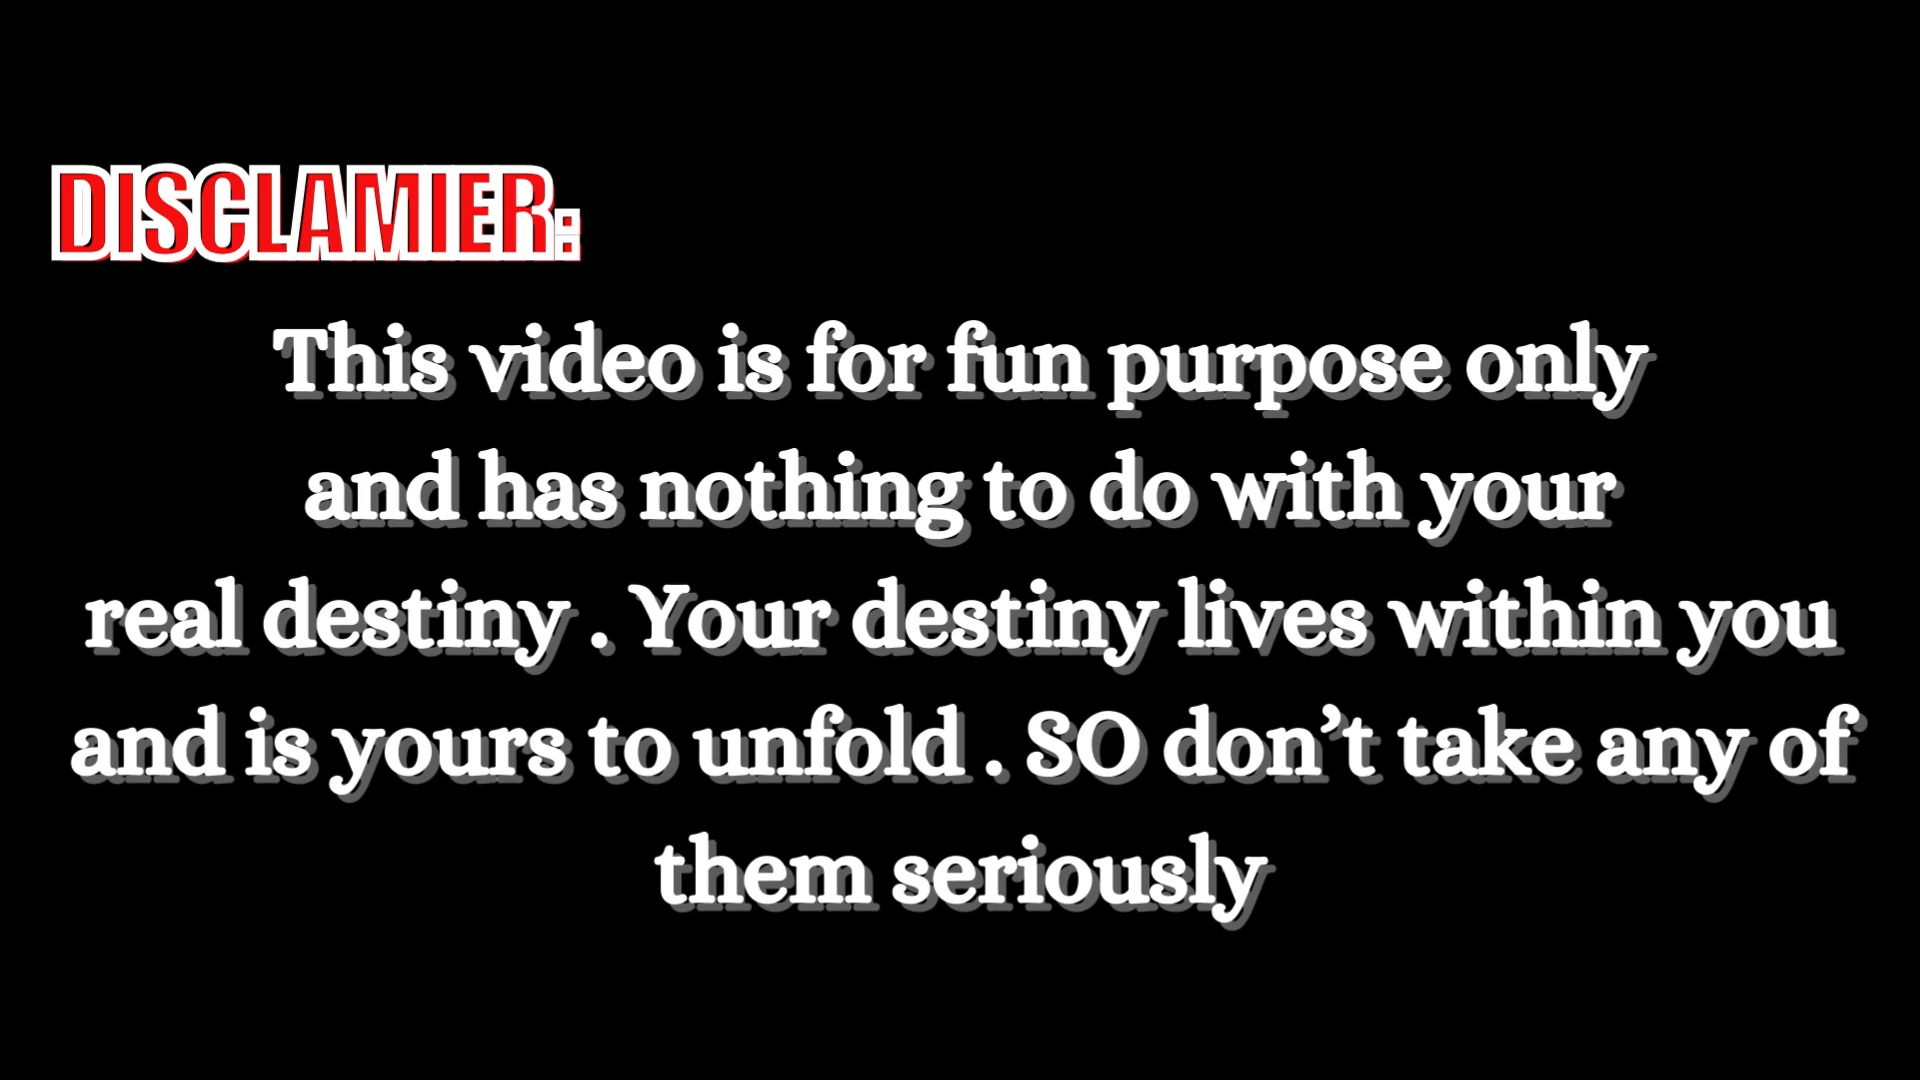 DISCLAMIER:
This video is for fun purpose only
and has nothing to do with your
real destiny . Your destiny lives within you
and is yours to unfold . SO don’t take any of
them seriously